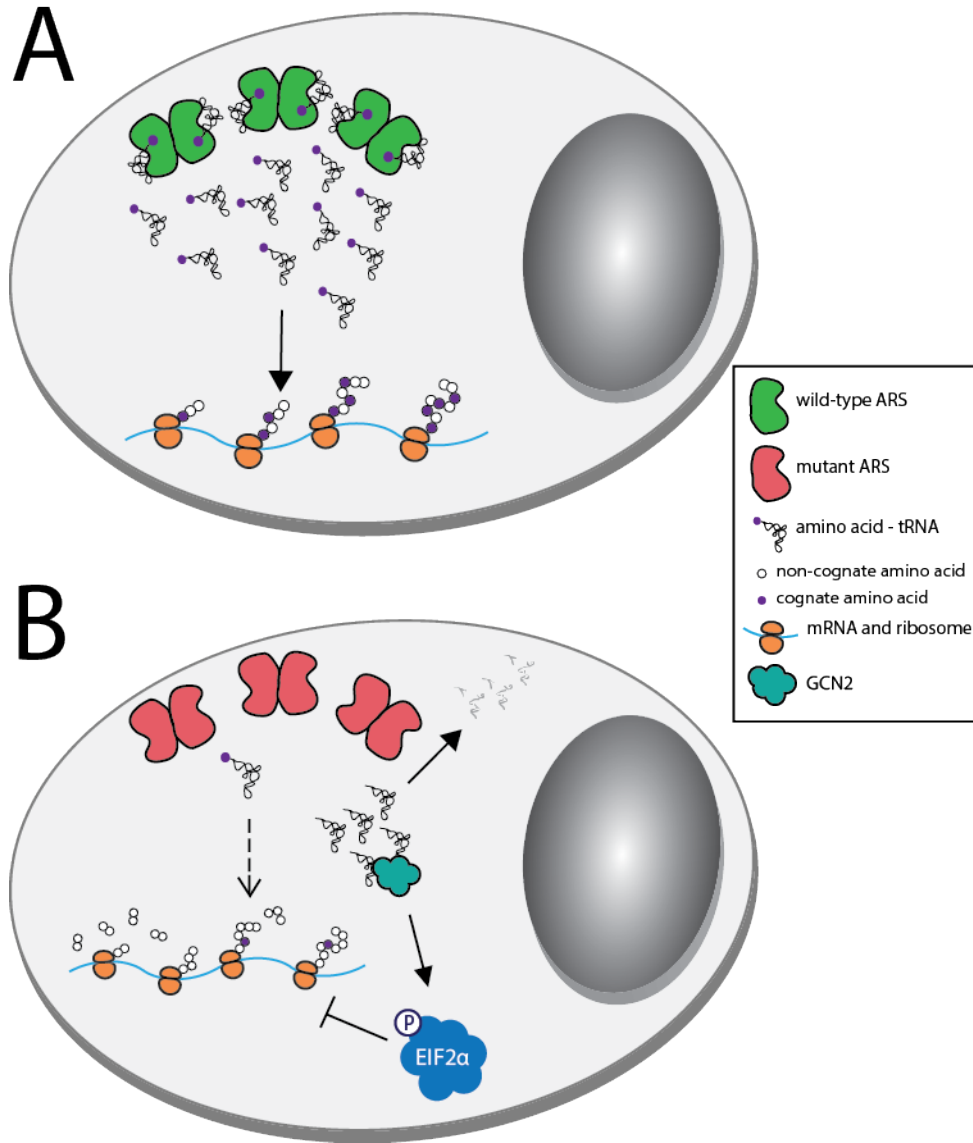 A
wild-type ARS
mutant ARS
amino acid - tRNA
non-cognate amino acid
cognate amino acid
mRNA and ribosome
GCN2
B
P
EIF2α